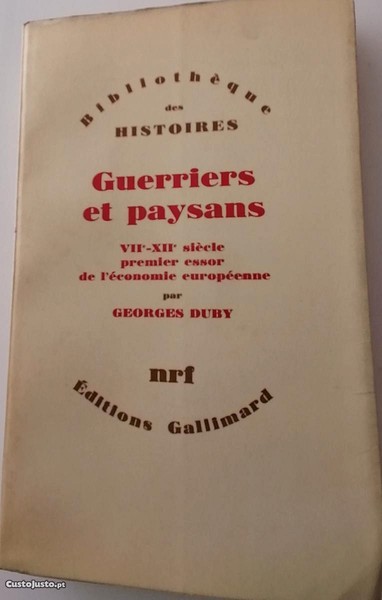 Bibliothèque
des
HISTOIRES
Guerriers
et paysans
VIIe-XIIe siècle
premier essor
de l'économie européenne
par
GEORGES DUBY
nrf
Éditions Gallimard
CustoJusto.pt